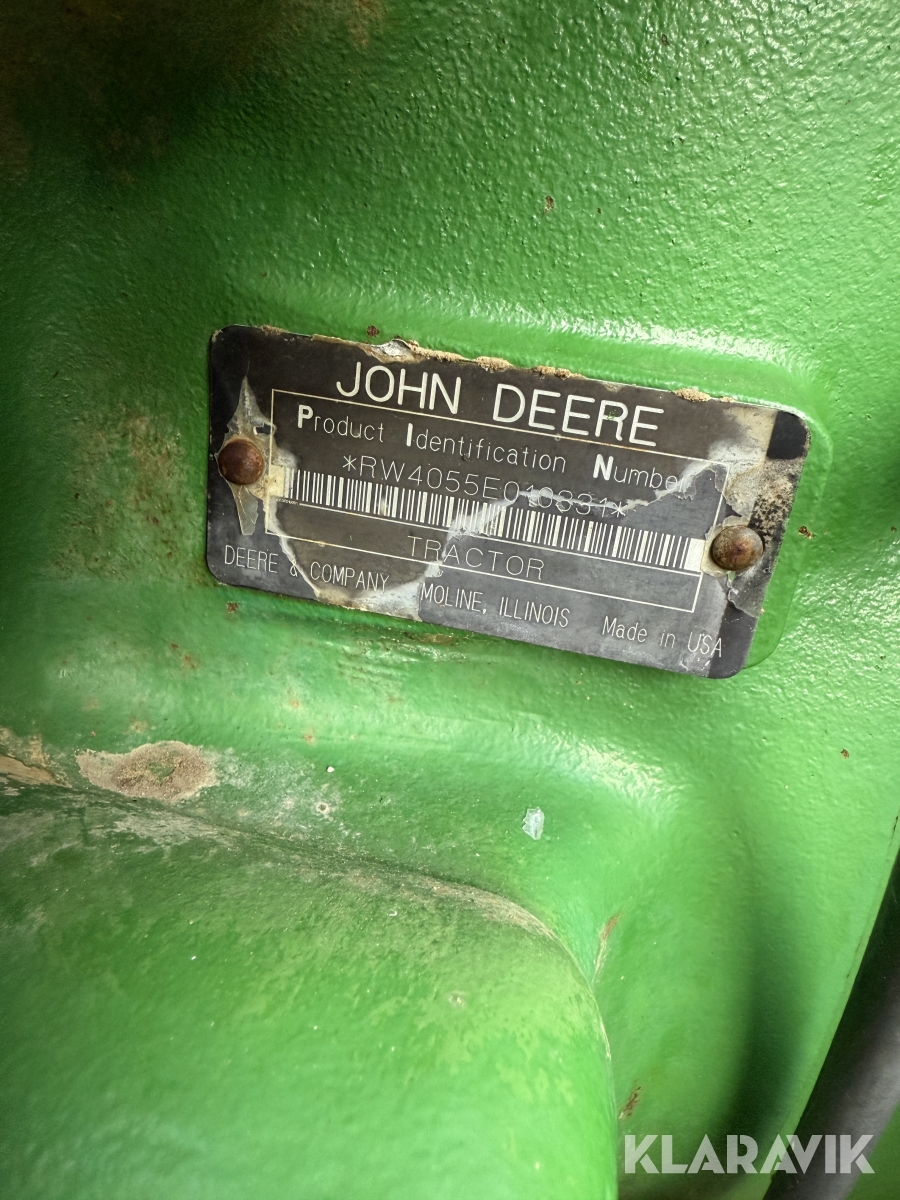 JOHN DEERE
Product Identification Number
*RW4055E010331*
TRACTOR
DEERE & COMPANY MOLINE, ILLINOIS Made in USA
KLARAVIK